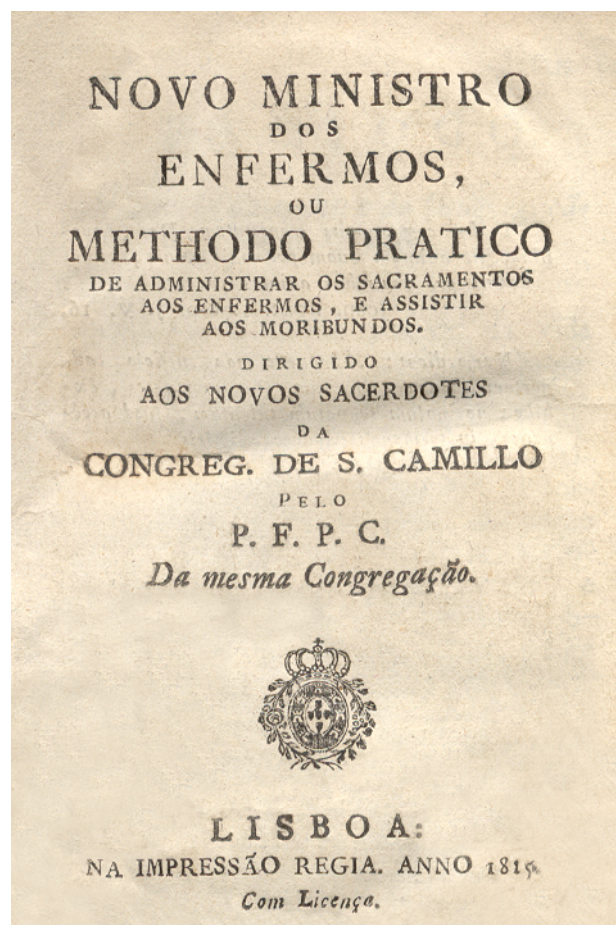 NOVO MINISTRO
DOS
ENFERMOS,
OU
METHODO PRATICO
DE ADMINISTRAR OS SACRAMENTOS
AOS ENFERMOS, E ASSISTIR
AOS MORIBUNDOS.
DIRIGIDO
AOS NOVOS SACERDOTES
DA
CONGREG. DE S. CAMILLO
PELO
P. F. P. C.
Da mesma Congregação.
LISBOA:
NA IMPRESSÃO REGIA. ANNO 1815.
Com Licença.